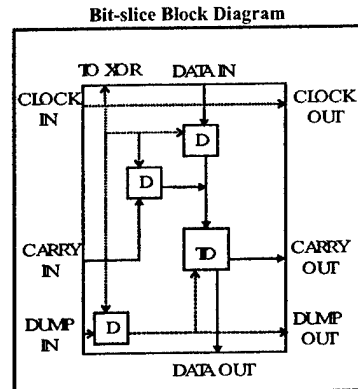 Bit-slice Block Diagram
TO XOR DATA IN
CLOCK IN
CLOCK OUT
D
D
CARRY IN
TD
CARRY OUT
DUMP IN
D
DUMP OUT
DATA OUT